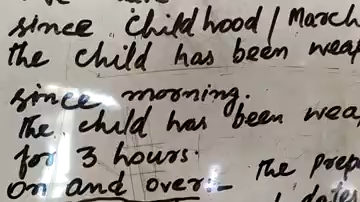 since childhood / March
the child has been
since morning.
The child has been
for 3 hours.
on and over:- the